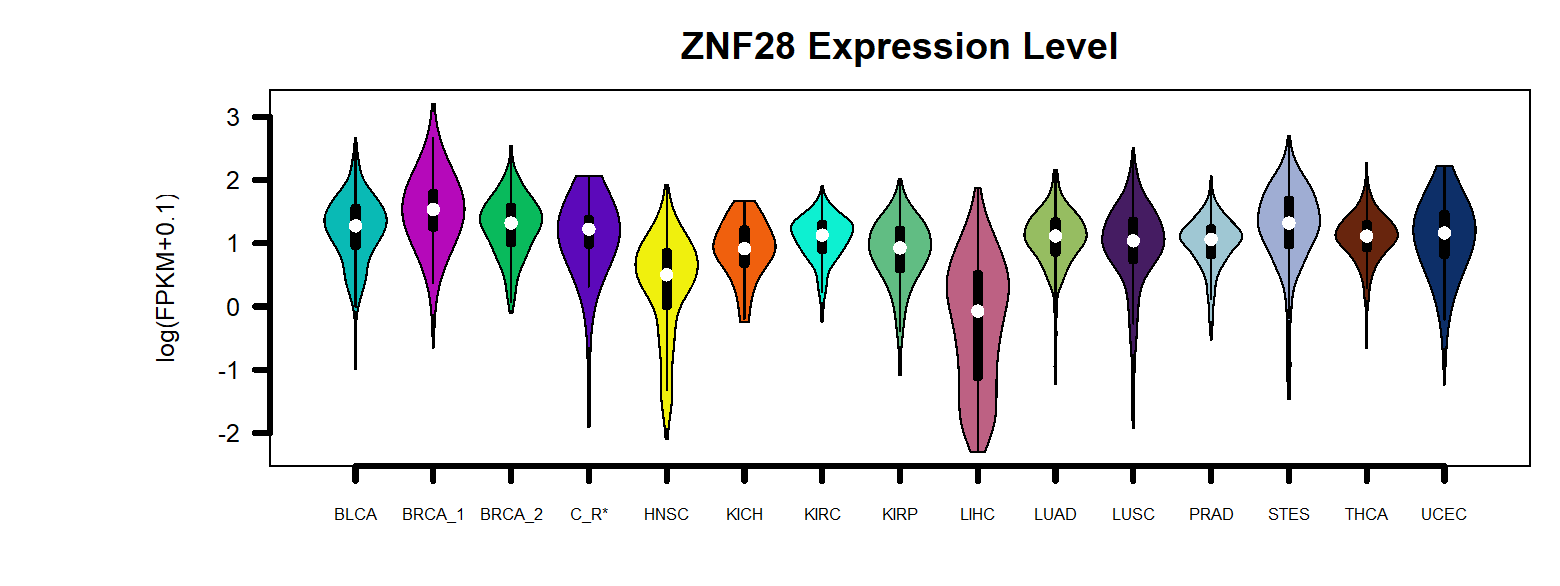 ZNF28 Expression Level
log(FPKM+0.1)
3
2
1
0
-1
-2
BLCA BRCA_1 BRCA_2 C_R* HNSC KICH KIRC KIRP LIHC LUAD LUSC PRAD STES THCA UCEC